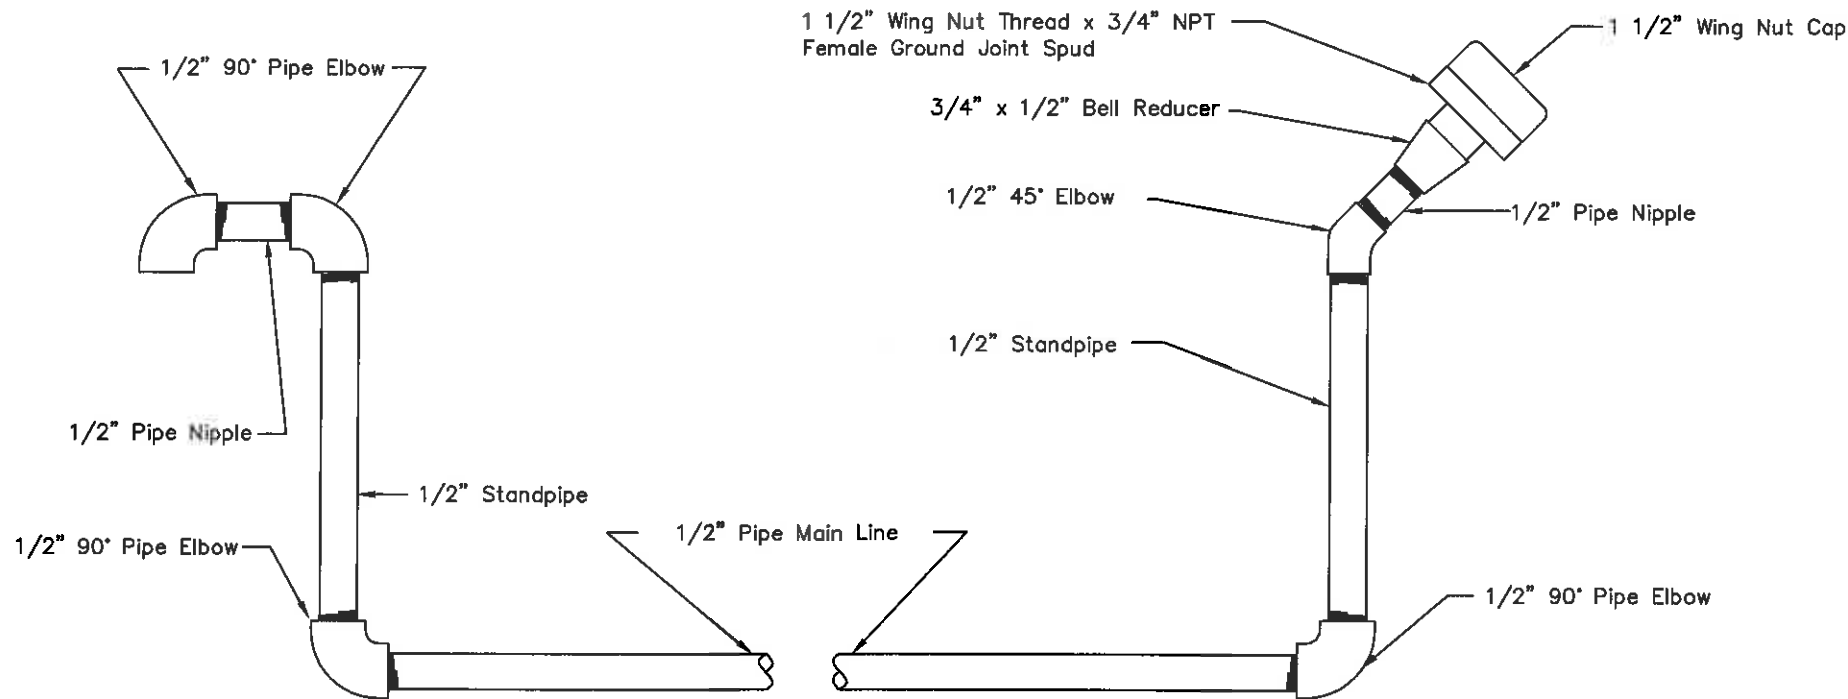 1 1/2" Wing Nut Thread x 3/4" NPT
Female Ground Joint Spud
1 1/2" Wing Nut Cap
1/2" 90° Pipe Elbow
3/4" x 1/2" Bell Reducer
1/2" 45° Elbow
1/2" Pipe Nipple
1/2" Standpipe
1/2" Pipe Nipple
1/2" Standpipe
1/2" 90° Pipe Elbow
1/2" Pipe Main Line
1/2" 90° Pipe Elbow